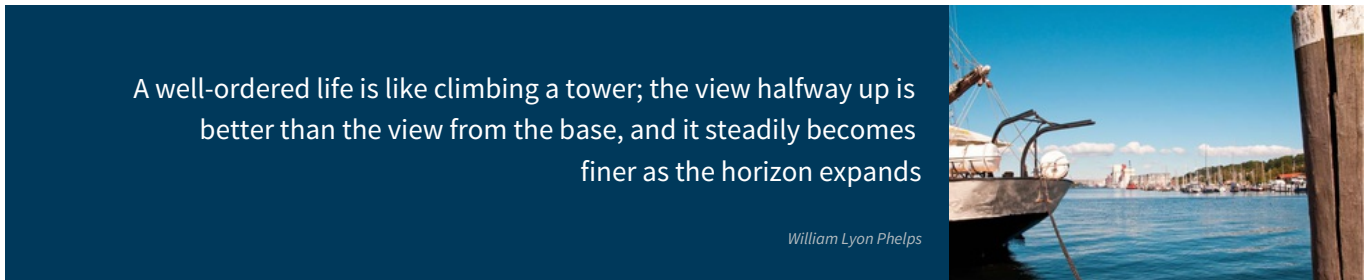 A well-ordered life is like climbing a tower; the view halfway up is
better than the view from the base, and it steadily becomes
finer as the horizon expands
William Lyon Phelps